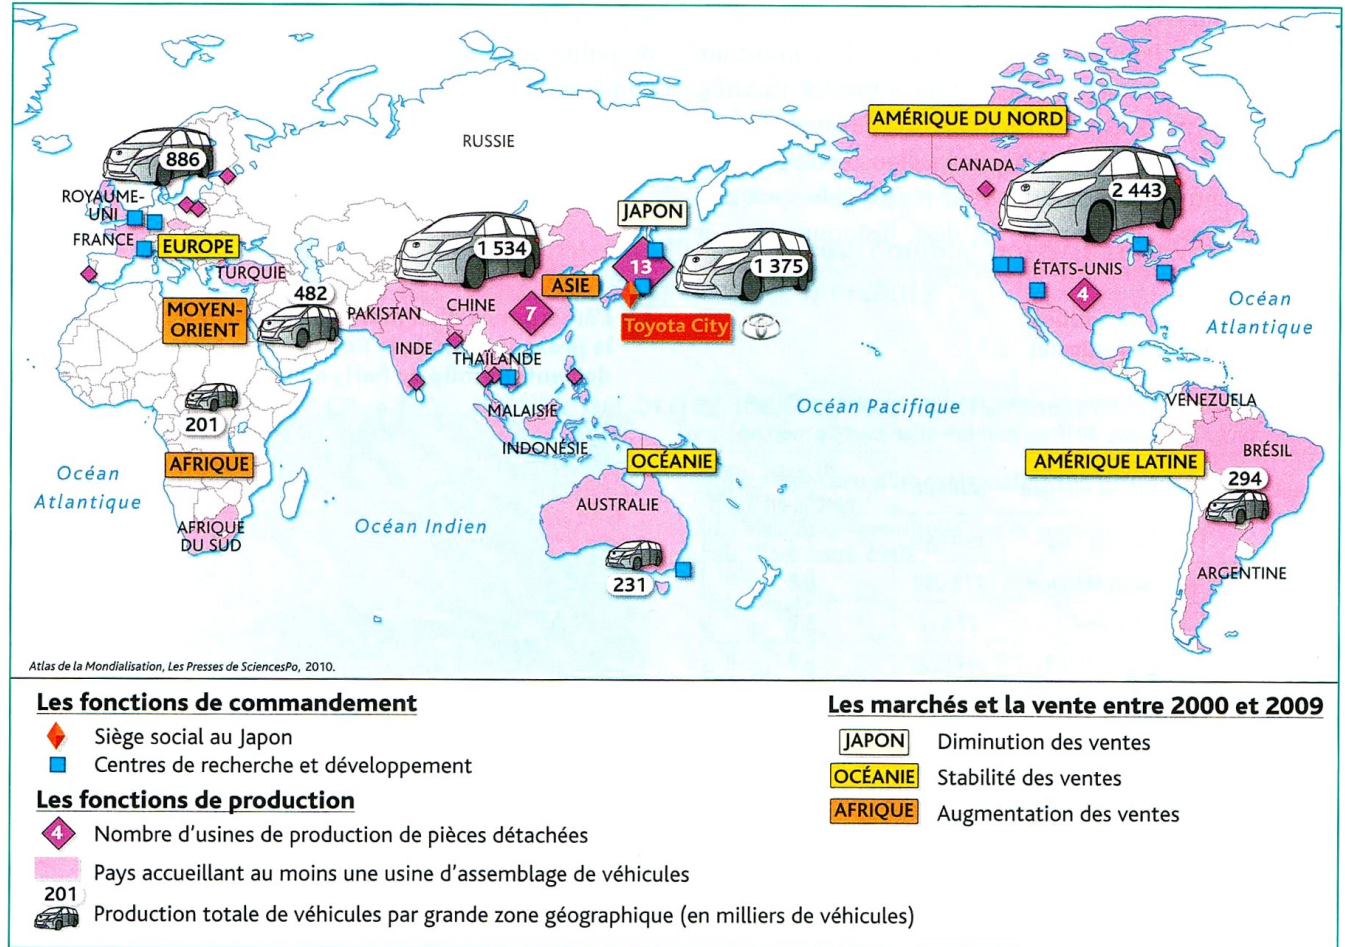 AMÉRIQUE DU NORD
RUSSIE
CANADA
886
2 443
ROYAUME-
UNI
JAPON
FRANCE
EUROPE
1 534
13
1 375
TURQUIE
ÉTATS-UNIS
482
ASIE
4
MOYEN-
ORIENT
PAKISTAN
CHINE
7
Toyota City
Océan
Atlantique
INDE
THAÏLANDE
201
MALAISIE
Océan Pacifique
VENEZUELA
INDONÉSIE
BRÉSIL
AFRIQUE
OCÉANIE
AMÉRIQUE LATINE
Océan
Atlantique
294
AUSTRALIE
Océan Indien
AFRIQUE
DU SUD
231
ARGENTINE
Atlas de la Mondialisation, Les Presses de SciencesPo, 2010.
Les fonctions de commandement
Siège social au Japon
Centres de recherche et développement
Les fonctions de production
4 Nombre d'usines de production de pièces détachées
Pays accueillant au moins une usine d'assemblage de véhicules
201
Production totale de véhicules par grande zone géographique (en milliers de véhicules)
Les marchés et la vente entre 2000 et 2009
JAPON Diminution des ventes
OCÉANIE Stabilité des ventes
AFRIQUE Augmentation des ventes